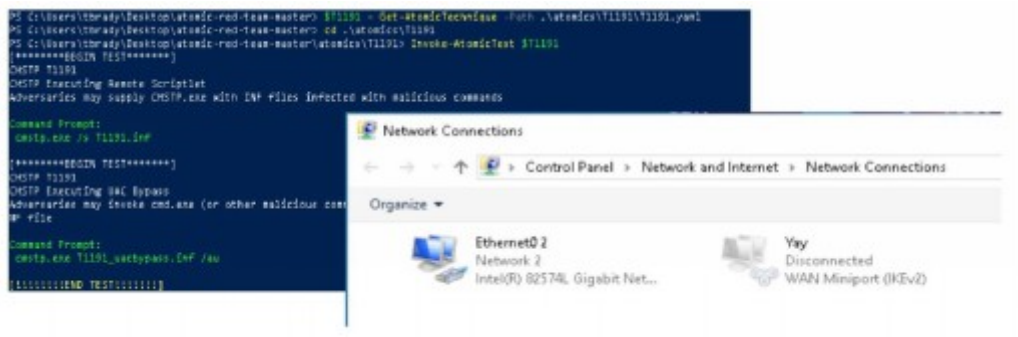 PS C:\Users\tbrady\Desktop\atomic-red-team-master> $T1191 = Get-AtomicTechnique -Path .\atomics\T1191\T1191.yaml
PS C:\Users\tbrady\Desktop\atomic-red-team-master> cd .\atomics\T1191
PS C:\Users\tbrady\Desktop\atomic-red-team-master\atomics\T1191> Invoke-AtomicTest $T1191
[********BEGIN TEST*******]
CMSTP T1191
CMSTP Executing Remote Scriptlet
Adversaries may supply CMSTP.exe with INF files infected with malicious commands
Command Prompt:
cmstp.exe /s T1191.inf
[********BEGIN TEST*******]
CMSTP T1191
CMSTP Executing UAC Bypass
Adversaries may invoke cmd.exe (or other malicious com
NF file
Command Prompt:
cmstp.exe T1191_uacbypass.inf /au
[!!!!!!!!END TEST!!!!!!!]
Network Connections
Control Panel > Network and Internet > Network Connections
Organize
Ethernet0 2
Network 2
Intel(R) 82574L Gigabit Net...
Yay
Disconnected
WAN Miniport (IKEv2)